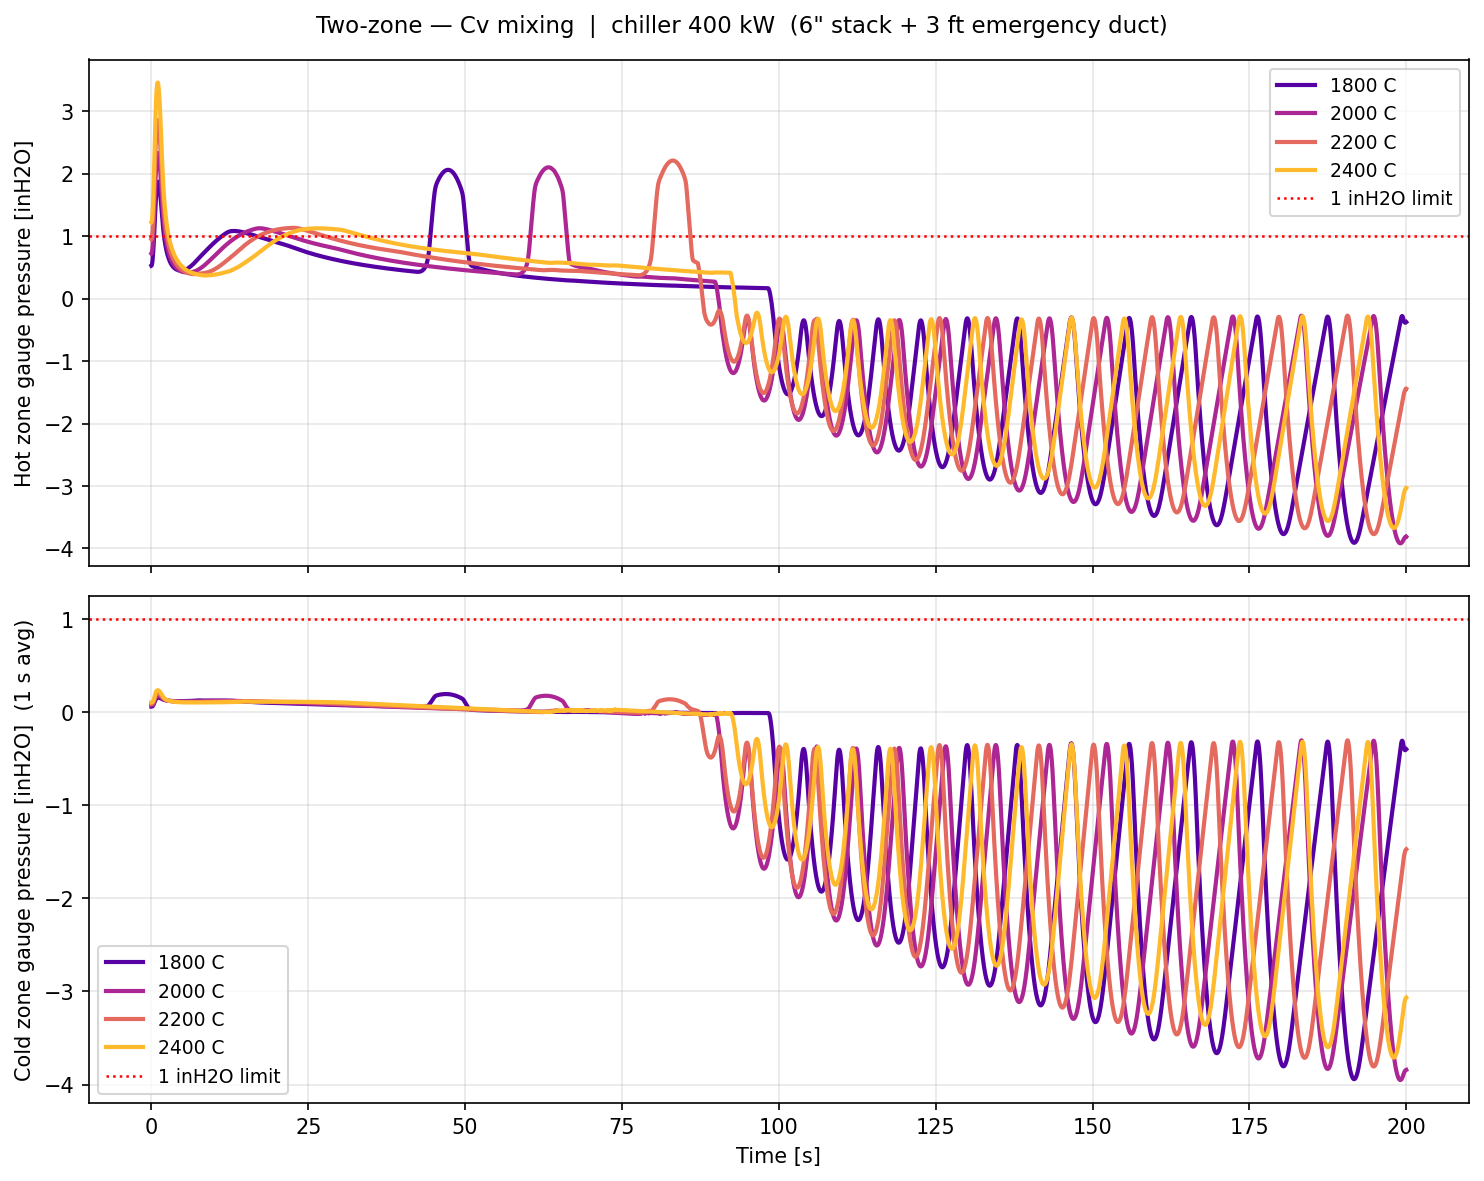 Two-zone — Cv mixing | chiller 400 kW (6" stack + 3 ft emergency duct)
Hot zone gauge pressure [inH2O]
3
2
1
0
−1
−2
−3
−4
1800 C
2000 C
2200 C
2400 C
1 inH2O limit
Cold zone gauge pressure [inH2O] (1 s avg)
1
0
−1
−2
−3
−4
1800 C
2000 C
2200 C
2400 C
1 inH2O limit
0 25 50 75 100 125 150 175 200
Time [s]